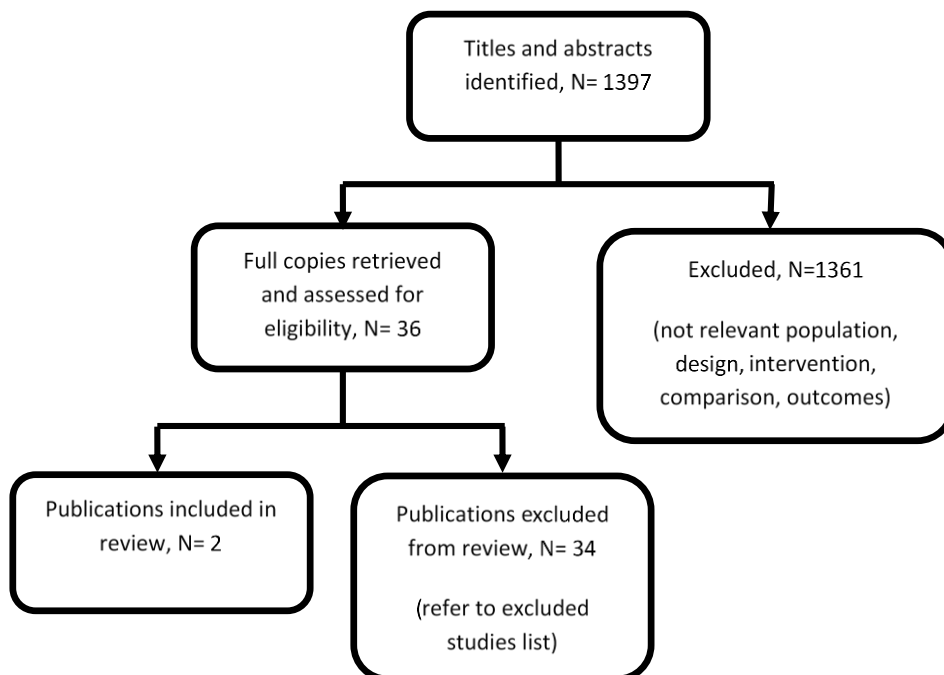 Titles and abstracts
identified, N= 1397
Full copies retrieved
and assessed for
eligibility, N= 36
Excluded, N=1361
(not relevant population,
design, intervention,
comparison, outcomes)
Publications included in
review, N= 2
Publications excluded
from review, N= 34
(refer to excluded
studies list)